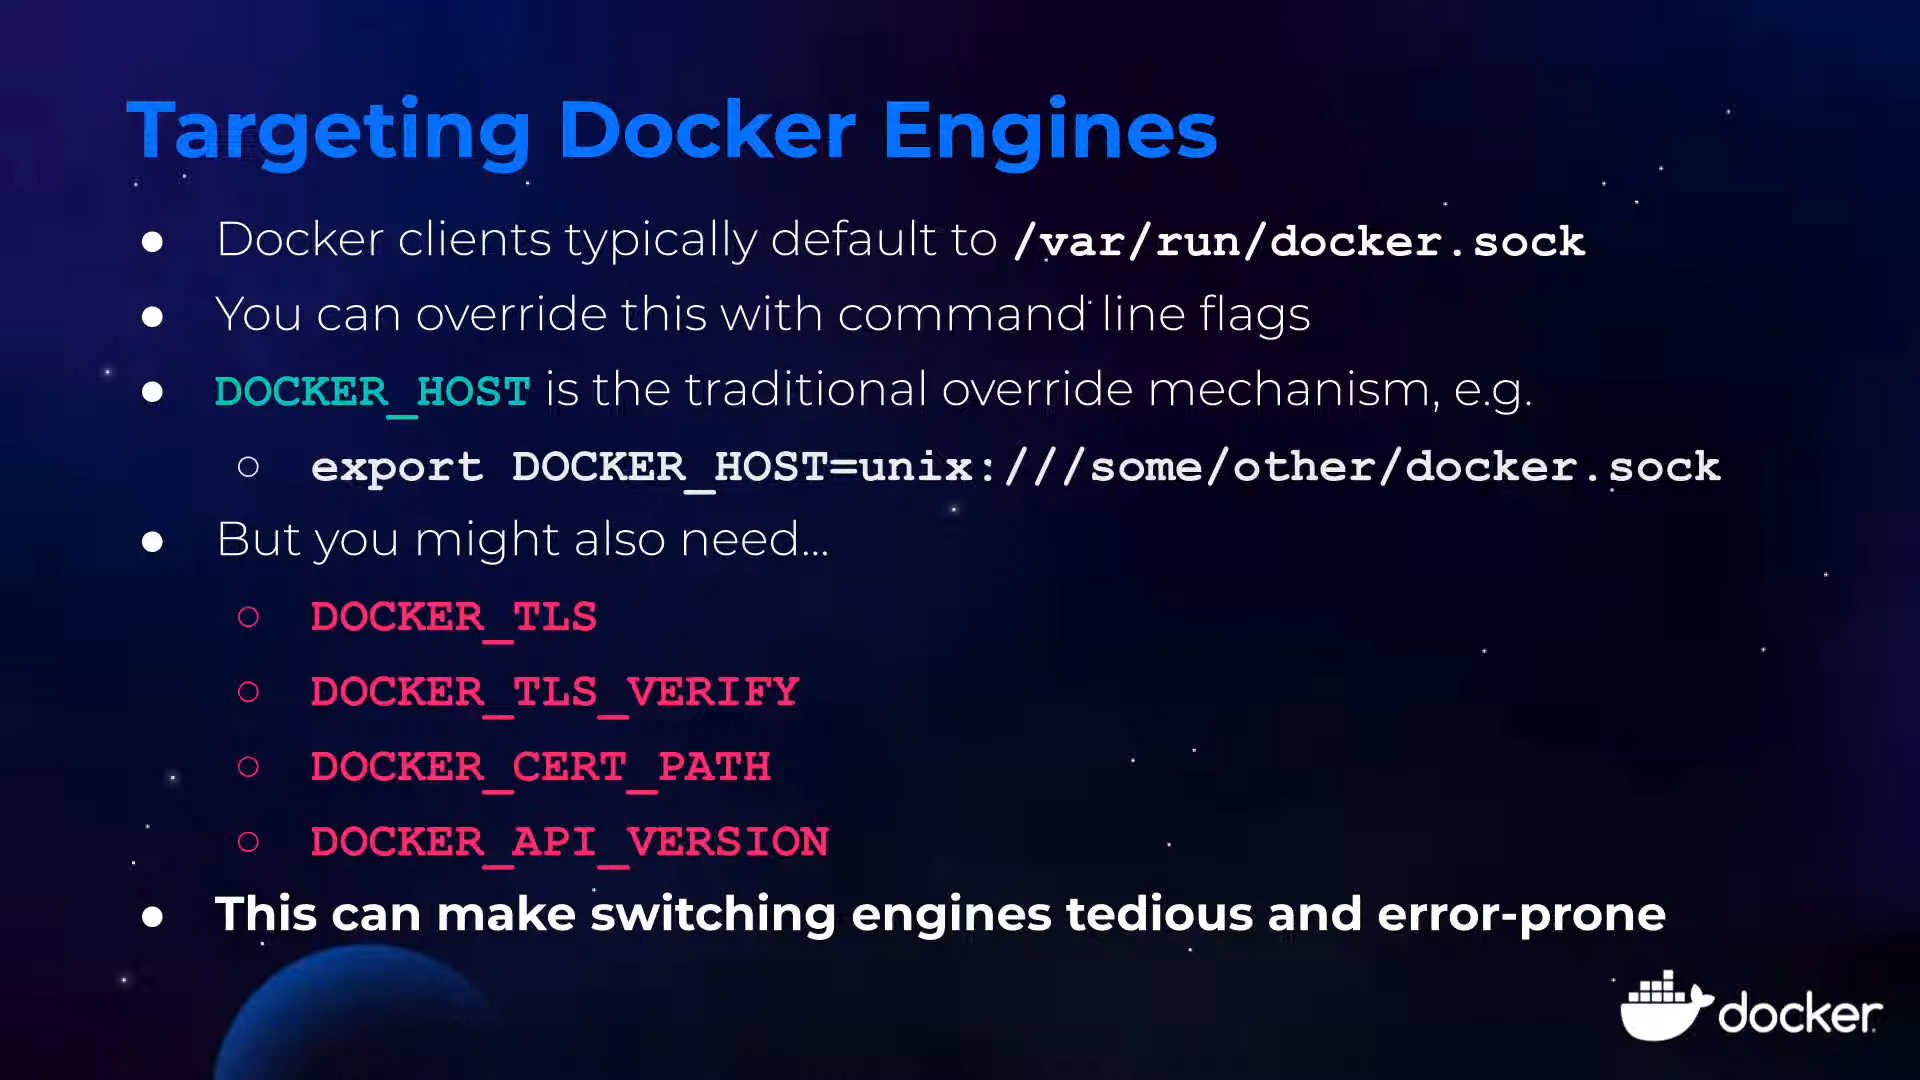 Targeting Docker Engines
● Docker clients typically default to /var/run/docker.sock
● You can override this with command line flags
● DOCKER_HOST is the traditional override mechanism, e.g.
○ export DOCKER_HOST=unix:///some/other/docker.sock
● But you might also need...
○ DOCKER_TLS
○ DOCKER_TLS_VERIFY
○ DOCKER_CERT_PATH
○ DOCKER_API_VERSION
● This can make switching engines tedious and error-prone
docker